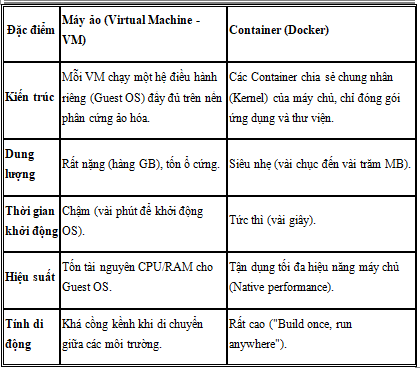 Đặc điểm
Máy ảo (Virtual Machine -
VM)
Container (Docker)
Kiến trúc
Mỗi VM chạy một hệ điều hành
riêng (Guest OS) đầy đủ trên nền
phần cứng ảo hóa.
Các Container chia sẻ chung nhân
(Kernel) của máy chủ, chỉ đóng gói
ứng dụng và thư viện.
Dung
lượng
Rất nặng (hàng GB), tốn ổ cứng.
Siêu nhẹ (vài chục đến vài trăm MB).
Thời gian
khởi động
Chậm (vài phút để khởi động
OS).
Tức thì (vài giây).
Hiệu suất
Tốn tài nguyên CPU/RAM cho
Guest OS.
Tận dụng tối đa hiệu năng máy chủ
(Native performance).
Tính di
động
Khá cồng kềnh khi di chuyển
giữa các môi trường.
Rất cao ("Build once, run
anywhere").